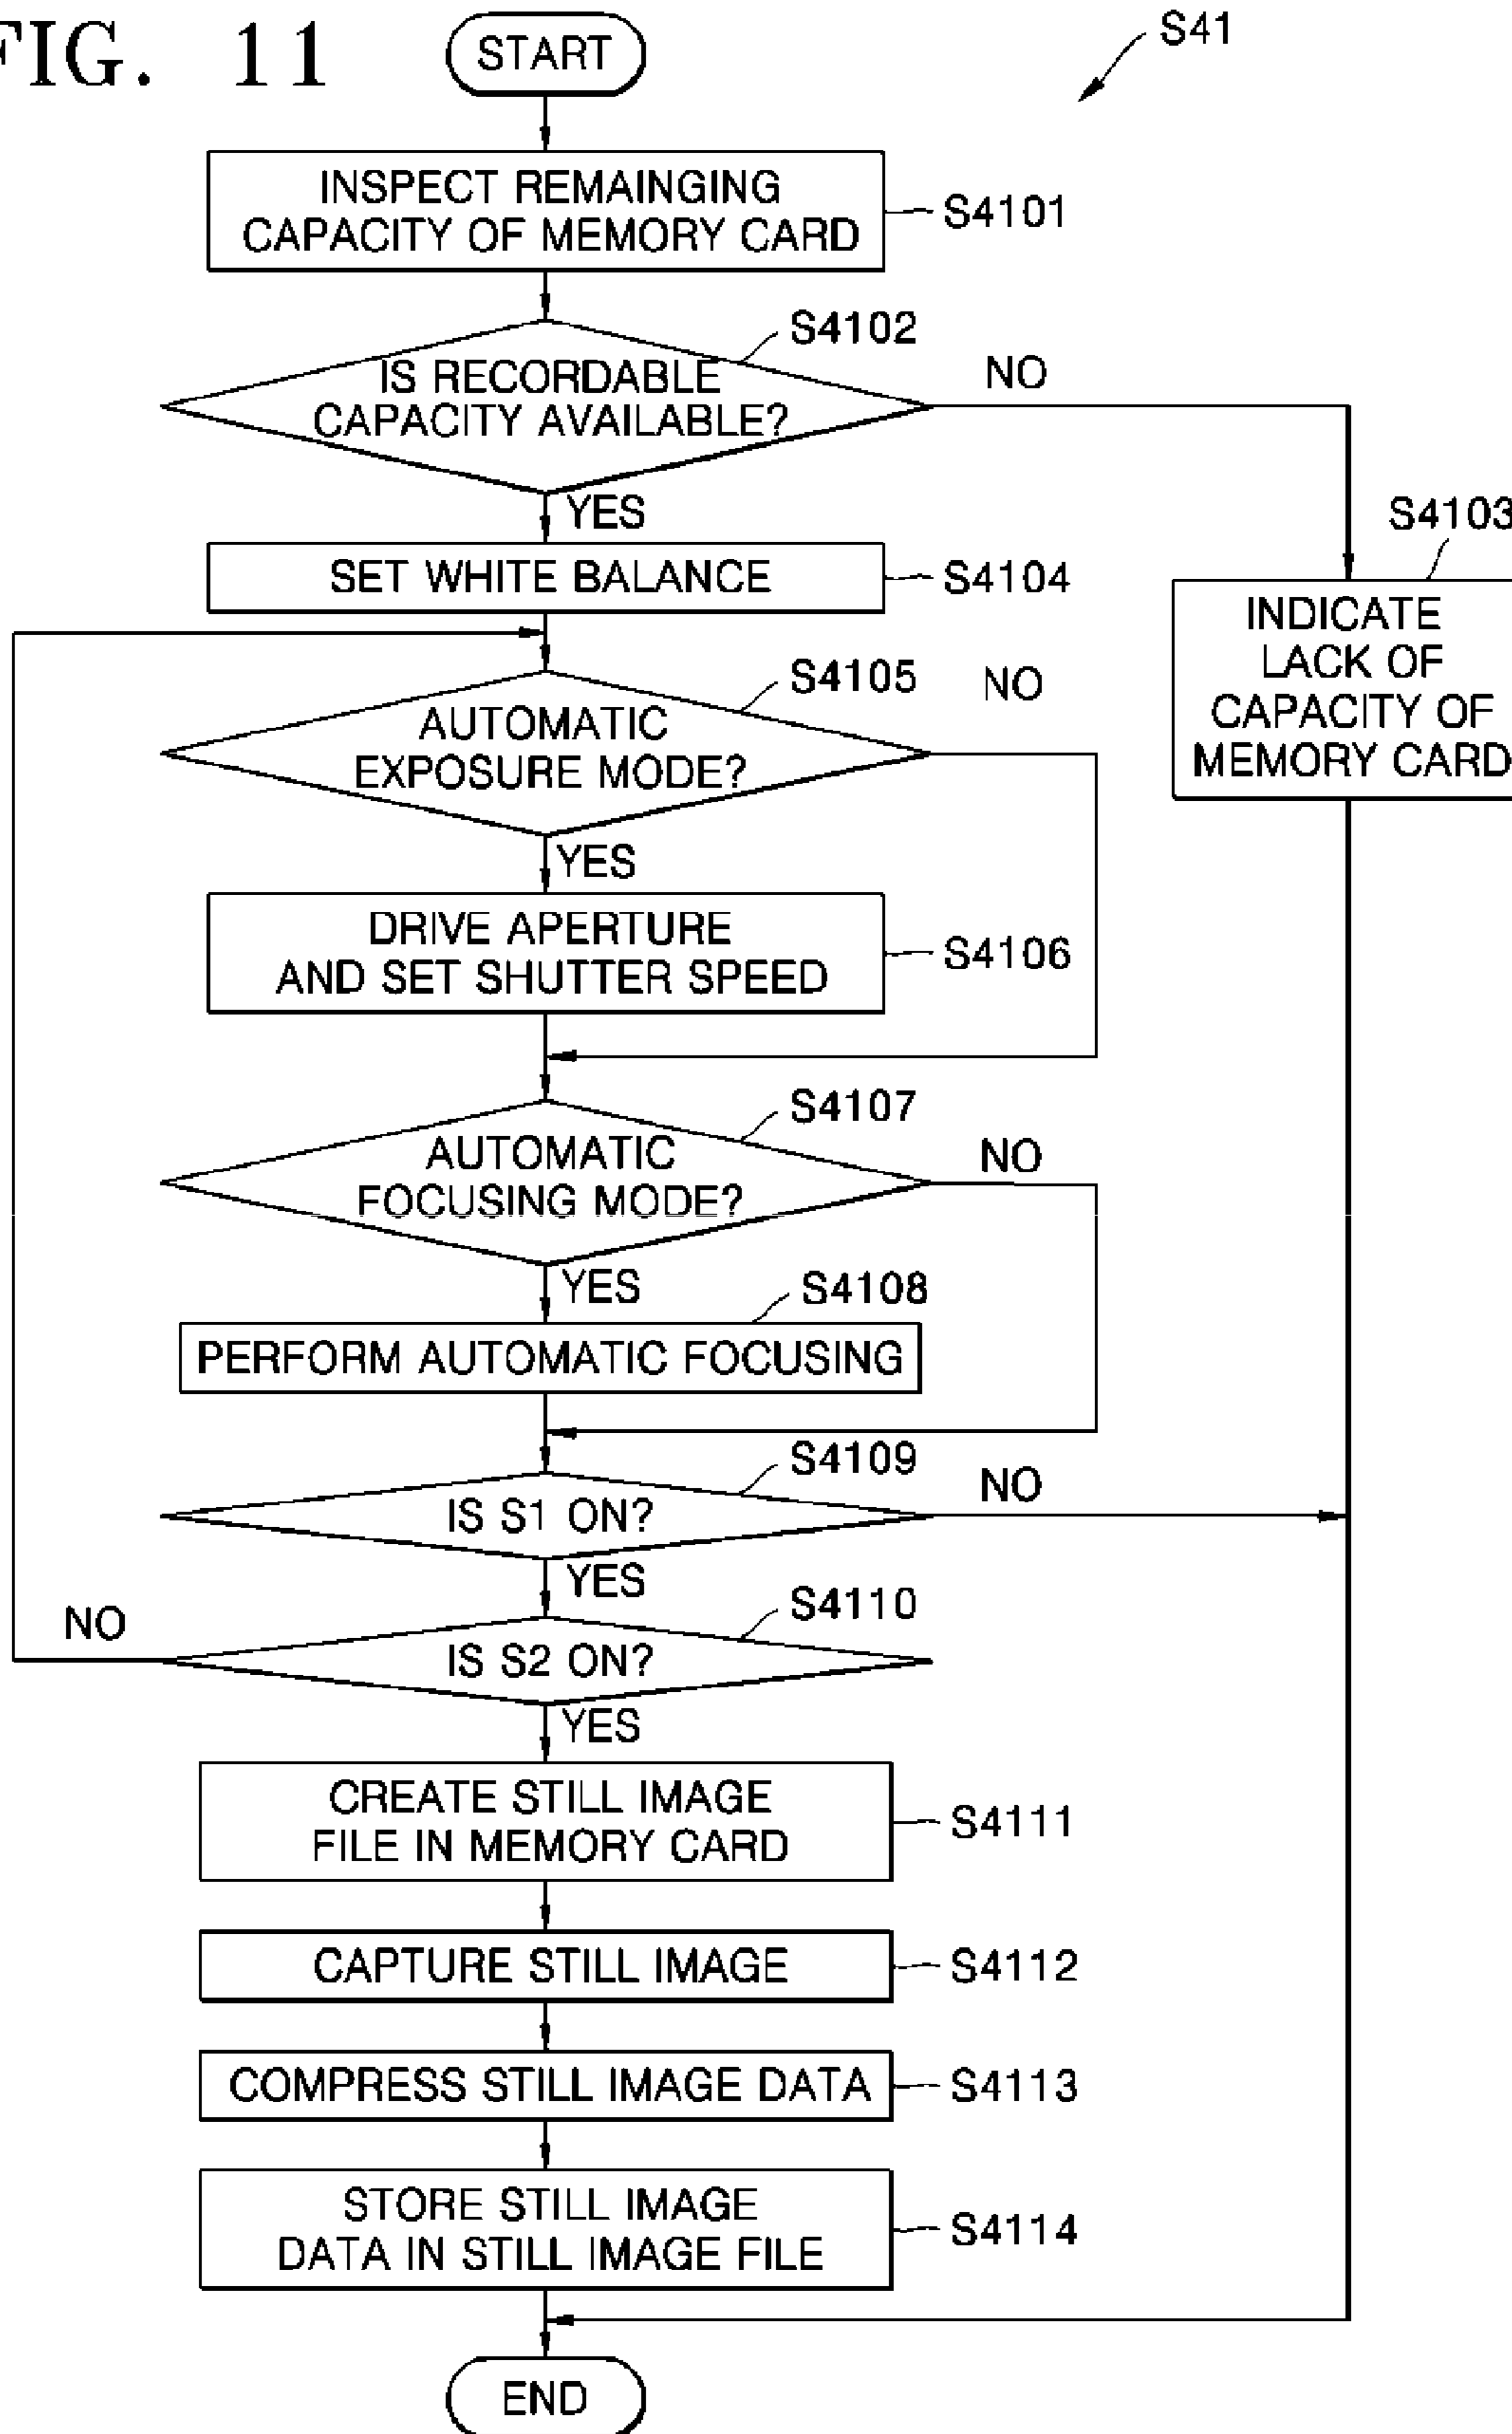 FIG. 11
START
S41
INSPECT REMAINGING
CAPACITY OF MEMORY CARD
S4101
S4102
IS RECORDABLE
CAPACITY AVAILABLE?
NO
YES
S4103
INDICATE
LACK OF
CAPACITY OF
MEMORY CARD
SET WHITE BALANCE
S4104
S4105
AUTOMATIC
EXPOSURE MODE?
NO
YES
DRIVE APERTURE
AND SET SHUTTER SPEED
S4106
S4107
AUTOMATIC
FOCUSING MODE?
NO
YES
S4108
PERFORM AUTOMATIC FOCUSING
S4109
IS S1 ON?
NO
YES
S4110
IS S2 ON?
NO
YES
CREATE STILL IMAGE
FILE IN MEMORY CARD
S4111
CAPTURE STILL IMAGE
S4112
COMPRESS STILL IMAGE DATA
S4113
STORE STILL IMAGE
DATA IN STILL IMAGE FILE
S4114
END